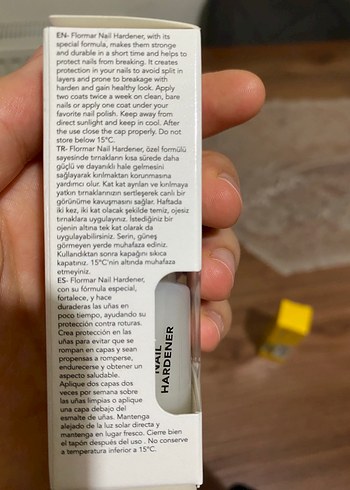 EN- Flormar Nail Hardener, with its
special formula, makes them stronge
and durable in a short time and helps to
protect nails from breaking. It creates
protection in your nails to avoid split in
layers and prone to breakage with
harden and gain healthy look. Apply
two coats twice a week on clean, bare
nails or apply one coat under your
favorite nail polish. Keep away from
direct sunlight and keep in cool. After
the use close the cap properly. Do not
store below 15°C.
TR- Flormar Nail Hardener, özel formülü
sayesinde tırnakların kısa sürede daha
güçlü ve dayanıklı hale gelmesini
sağlayarak kırılmaktan korunmasına
yardımcı olur. Kat kat ayrılan ve kırılmaya
yatkın tırnaklarınızın sertleşerek canlı bir
görünüme kavuşmasını sağlar. Haftada
iki kez, iki kat olacak şekilde temiz, ojesiz
tırnaklara uygulayınız. İstediğiniz bir
ojenin altına tek kat olarak da
uygulayabilirsiniz. Serin, güneş
görmeyen yerde muhafaza ediniz.
Kullandıktan sonra kapağını sıkıca
kapatınız. 15°C'nin altında muhafaza
etmeyiniz.
ES- Flormar Nail Hardener,
con su fórmula especial,
fortalece, y hace
duraderas las uñas en
poco tiempo, ayudando su
protección contra roturas.
Crea protección en las
uñas para evitar que se
rompan en capas y sean
propensas a romperse,
endurecerse y obtener un
aspecto saludable.
Aplique dos capas dos
veces por semana sobre
las uñas limpias o aplique
una capa debajo del
esmalte de uñas. Mantenga
alejado de la luz solar directa y
mantenga en lugar fresco. Cierre bien
el tapón después del uso . No conserve
a temperatura inferior a 15°C.
NAIL
HARDENER